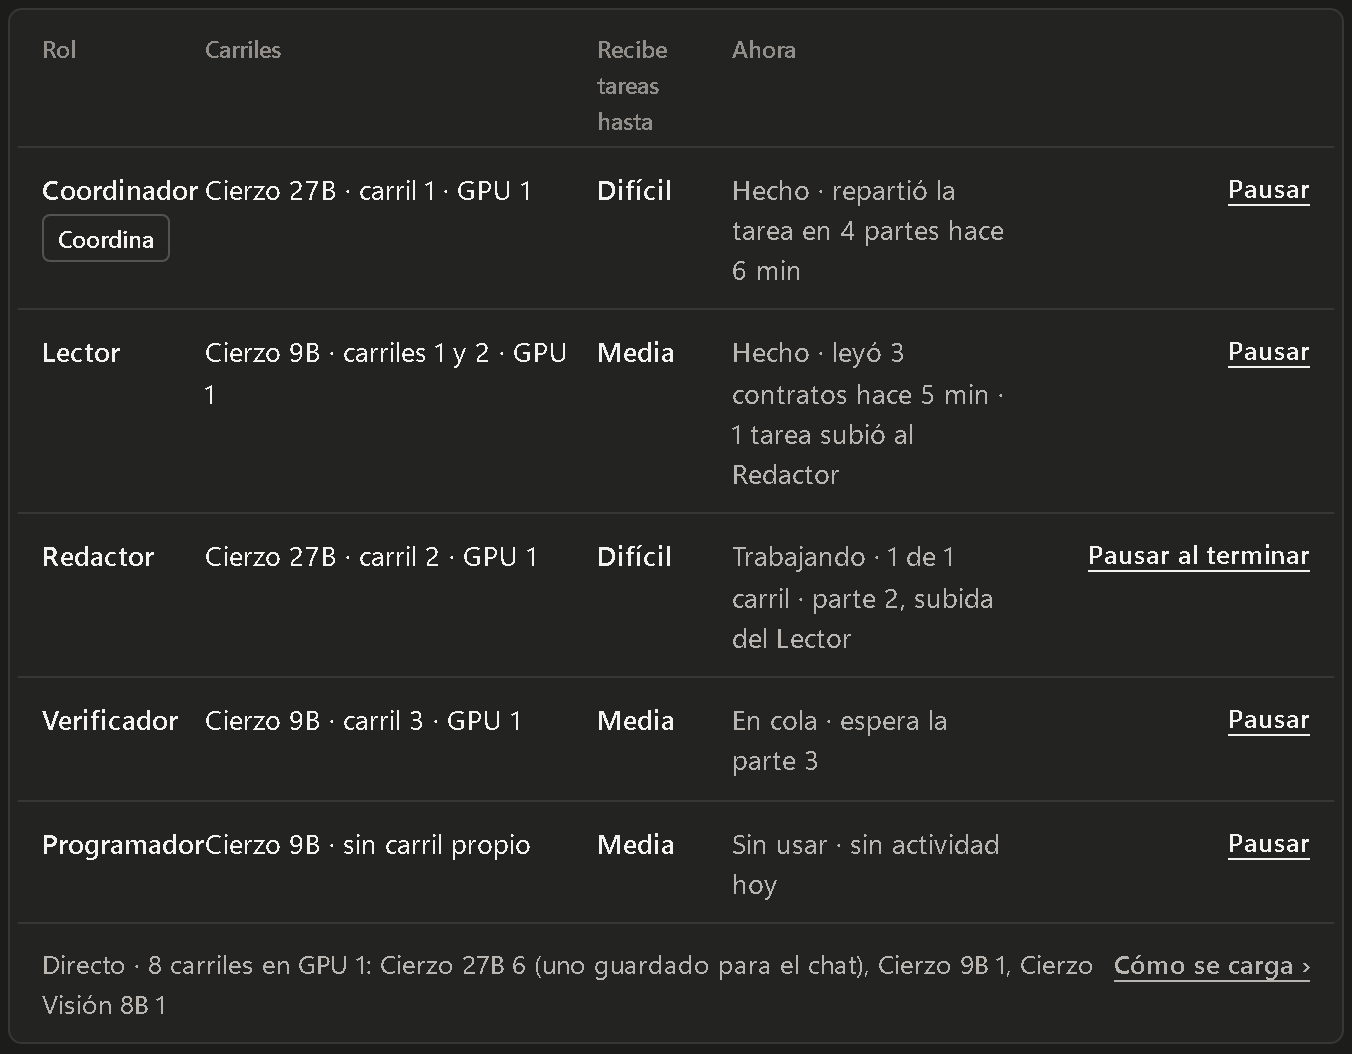 Rol Carriles Recibe Ahora
tareas
hasta
Coordinador Cierzo 27B · carril 1 · GPU 1 Difícil Hecho · repartió la Pausar
Coordina tarea en 4 partes hace
6 min
Lector Cierzo 9B · carriles 1 y 2 · GPU Media Hecho · leyó 3 Pausar
1 contratos hace 5 min ·
1 tarea subió al
Redactor
Redactor Cierzo 27B · carril 2 · GPU 1 Difícil Trabajando · 1 de 1 Pausar al terminar
carril · parte 2, subida
del Lector
Verificador Cierzo 9B · carril 3 · GPU 1 Media En cola · espera la Pausar
parte 3
Programador Cierzo 9B · sin carril propio Media Sin usar · sin actividad Pausar
hoy
Directo · 8 carriles en GPU 1: Cierzo 27B 6 (uno guardado para el chat), Cierzo 9B 1, Cierzo Cómo se carga ›
Visión 8B 1